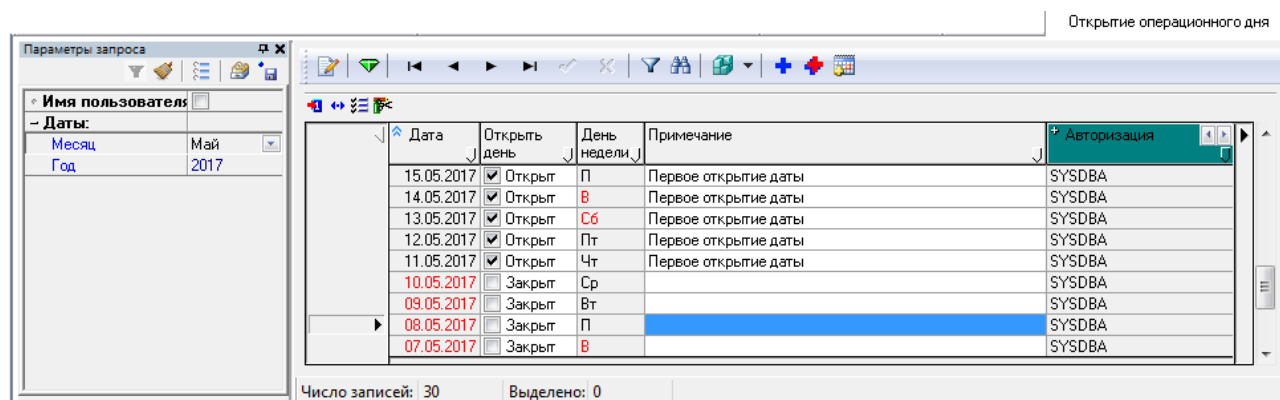 Открытие операционного дня
Параметры запроса
Имя пользователя
Даты:
Месяц Май
Год 2017
Дата Открыть день День недели Примечание Авторизация
15.05.2017 Открыт П Первое открытие даты SYSDBA
14.05.2017 Открыт В Первое открытие даты SYSDBA
13.05.2017 Открыт Сб Первое открытие даты SYSDBA
12.05.2017 Открыт Пт Первое открытие даты SYSDBA
11.05.2017 Открыт Чт Первое открытие даты SYSDBA
10.05.2017 Закрыт Ср SYSDBA
09.05.2017 Закрыт Вт SYSDBA
08.05.2017 Закрыт П SYSDBA
07.05.2017 Закрыт В SYSDBA
Число записей: 30 Выделено: 0